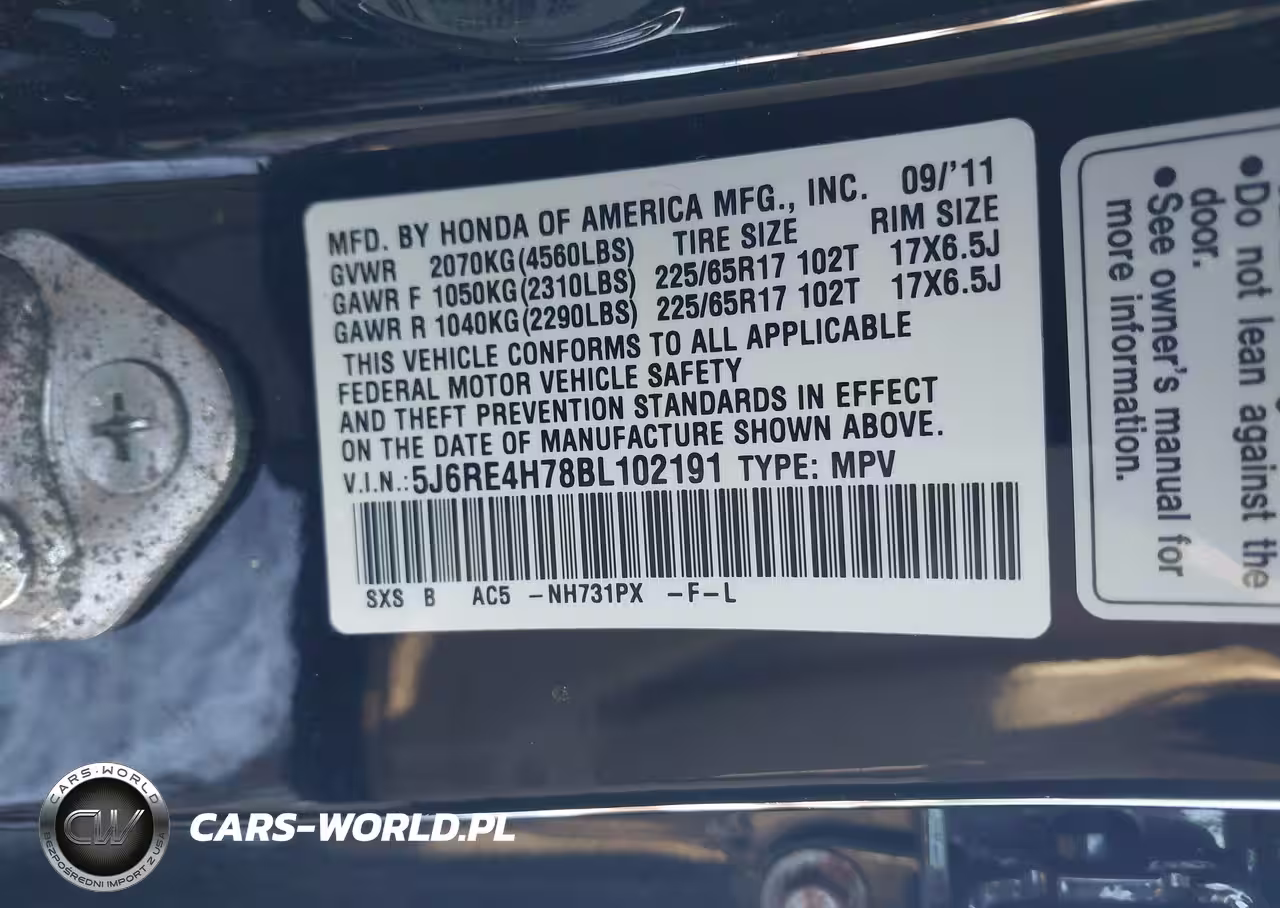 MFD. BY HONDA OF AMERICA MFG., INC. 09/'11
GVWR 2070KG(4560LBS) TIRE SIZE RIM SIZE
GAWR F 1050KG(2310LBS) 225/65R17 102T 17X6.5J
GAWR R 1040KG(2290LBS) 225/65R17 102T 17X6.5J
THIS VEHICLE CONFORMS TO ALL APPLICABLE
FEDERAL MOTOR VEHICLE SAFETY
AND THEFT PREVENTION STANDARDS IN EFFECT
ON THE DATE OF MANUFACTURE SHOWN ABOVE.
V.I.N.:5J6RE4H78BL102191 TYPE: MPV
SXS B AC5 -NH731PX -F-L
●Do not lean against the
door.
●See owner's manual for
more information.
CARS-WORLD
CW
BEZPOŚREDNI IMPORT Z USA
CARS-WORLD.PL